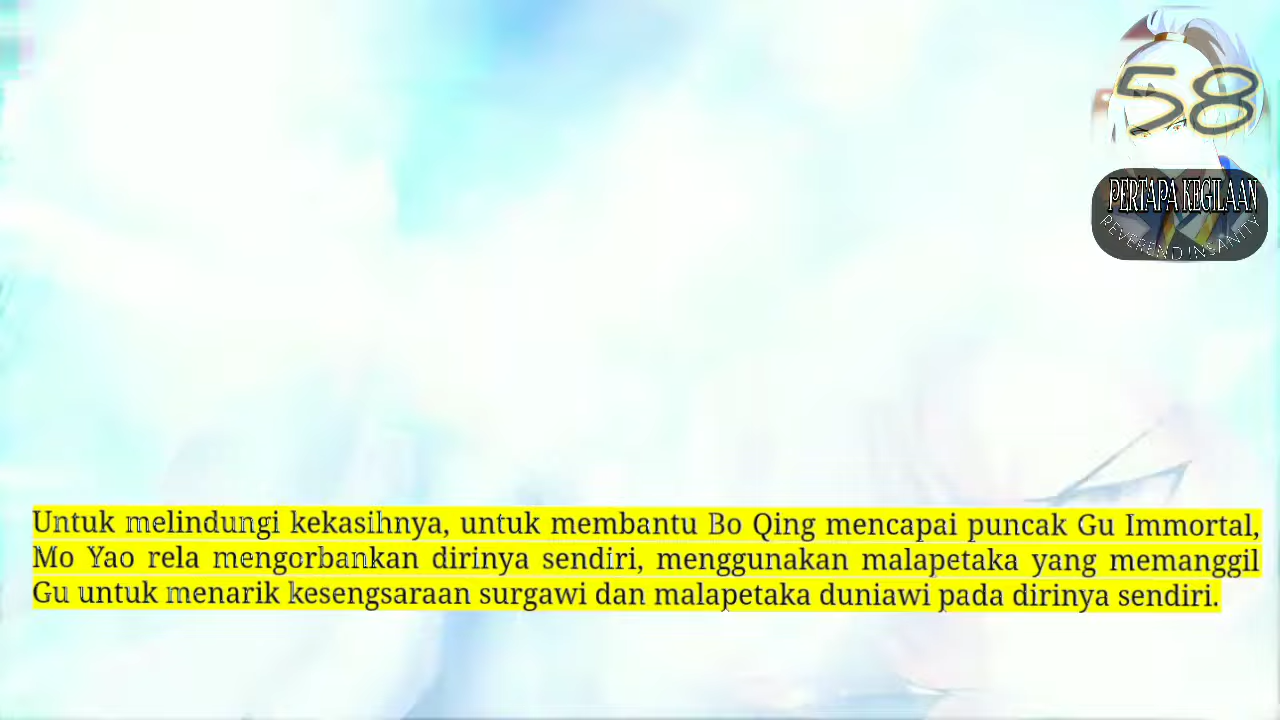 58
PERTAPA KEGILAAN
REVEREND INSANITY
Untuk melindungi kekasihnya, untuk membantu Bo Qing mencapai puncak Gu Immortal,
Mo Yao rela mengorbankan dirinya sendiri, menggunakan malapetaka yang memanggil
Gu untuk menarik kesengsaraan surgawi dan malapetaka duniawi pada dirinya sendiri.